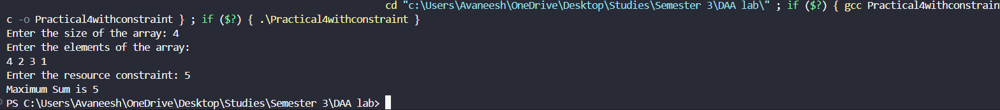 cd "c:\Users\Avaneesh\OneDrive\Desktop\Studies\Semester 3\DAA lab\" ; if ($?) { gcc Practical4withconstrain
c -o Practical4withconstraint } ; if ($?) { .\Practical4withconstraint }
Enter the size of the array: 4
Enter the elements of the array:
4 2 3 1
Enter the resource constraint: 5
Maximum Sum is 5
PS C:\Users\Avaneesh\OneDrive\Desktop\Studies\Semester 3\DAA lab>